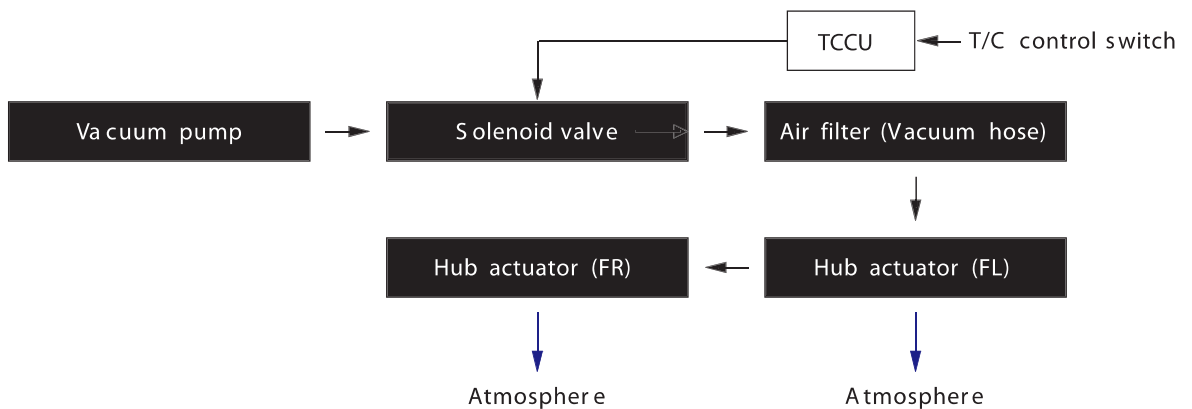 TCCU
T/C control switch
Vacuum pump
Solenoid valve
Air filter (Vacuum hose)
Hub actuator (FR)
Hub actuator (FL)
Atmosphere
Atmosphere